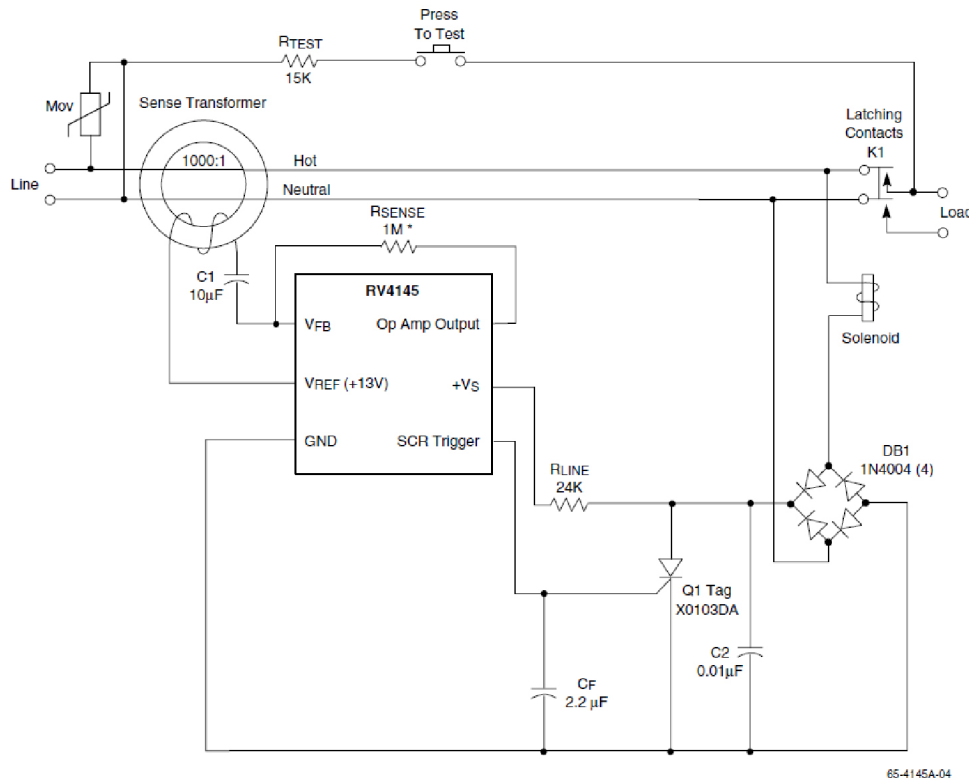 Press
To Test
RTEST
15K
Mov
Sense Transformer
Latching
Contacts
K1
1000:1
Hot
Line
Neutral
Load
RSENSE
1M *
C1
10µF
RV4145
VFB
Op Amp Output
Solenoid
VREF (+13V)
+VS
GND
SCR Trigger
DB1
1N4004 (4)
RLINE
24K
Q1 Tag
X0103DA
C2
0.01µF
CF
2.2 µF
65-4145A-04